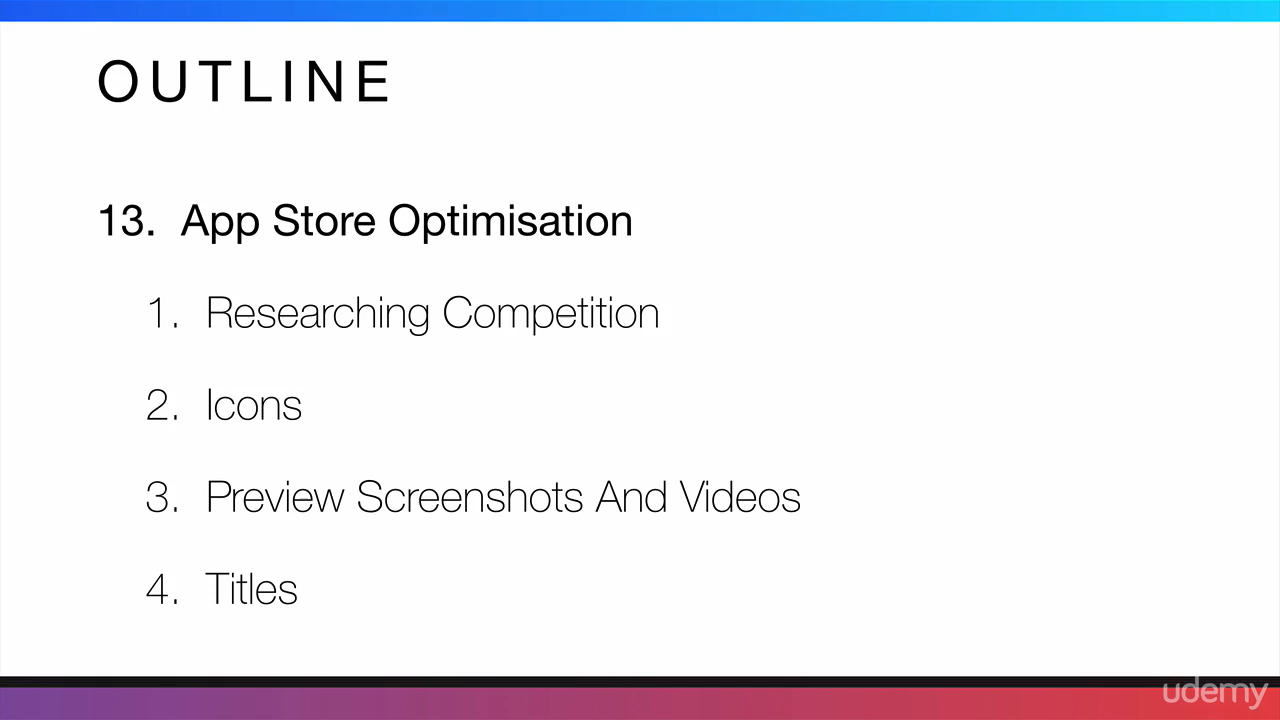 OUTLINE
13. App Store Optimisation
1. Researching Competition
2. Icons
3. Preview Screenshots And Videos
4. Titles
udemy